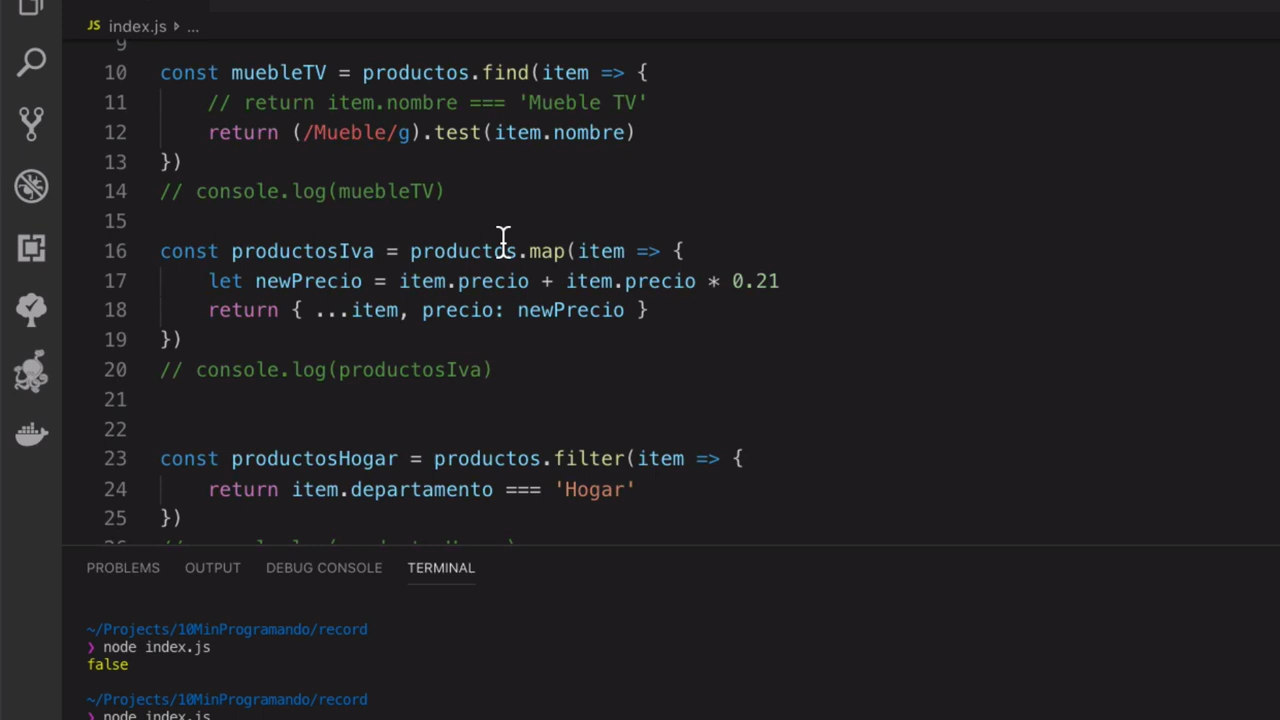 JS index.js ...
9
10 const muebleTV = productos.find(item => {
11 // return item.nombre === 'Mueble TV'
12 return (/Mueble/g).test(item.nombre)
13 })
14 // console.log(muebleTV)
15
16 const productosIva = productos.map(item => {
17 let newPrecio = item.precio + item.precio * 0.21
18 return { ...item, precio: newPrecio }
19 })
20 // console.log(productosIva)
21
22
23 const productosHogar = productos.filter(item => {
24 return item.departamento === 'Hogar'
25 })
PROBLEMS OUTPUT DEBUG CONSOLE TERMINAL
~/Projects/10MinProgramando/record
❯ node index.js
false
~/Projects/10MinProgramando/record
❯ node index.js